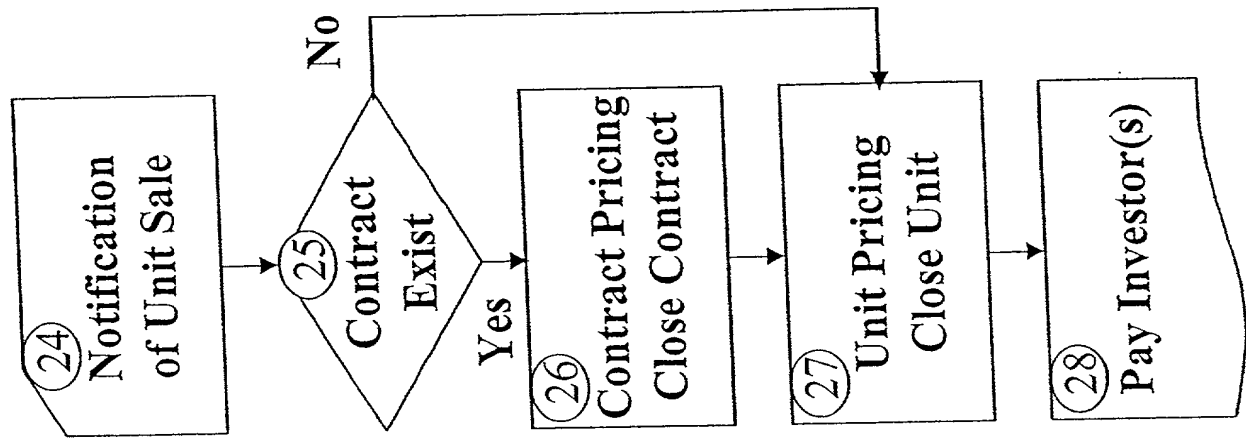 24
Notification
of Unit Sale
25
Contract
Exist
No
Yes
26
Contract Pricing
Close Contract
27
Unit Pricing
Close Unit
28
Pay Investor(s)